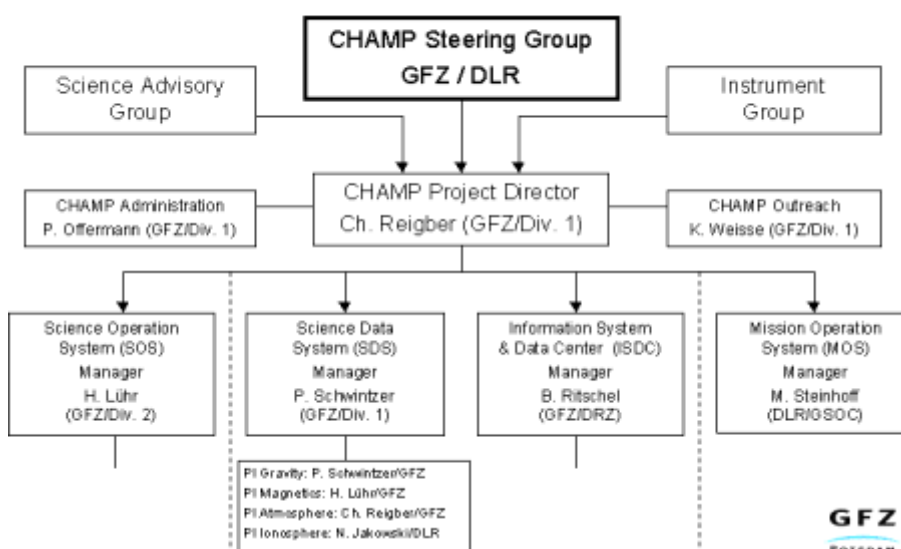 CHAMP Steering Group
GFZ / DLR
Science Advisory
Group
Instrument
Group
CHAMP Project Director
Ch. Reigber (GFZ/Div. 1)
CHAMP Administration
P. Offermann (GFZ/Div. 1)
CHAMP Outreach
K. Weisse (GFZ/Div. 1)
Science Operation
System (SOS)
Manager
H. Lühr
(GFZ/Div. 2)
Science Data
System (SDS)
Manager
P. Schwintzer
(GFZ/Div. 1)
Information System
& Data Center (ISDC)
Manager
B. Ritschel
(GFZ/DRZ)
Mission Operation
System (MOS)
Manager
M. Steinhoff
(DLR/GSOC)
PI Gravity: P. Schwintzer/GFZ
PI Magnetics: H. Lühr/GFZ
PI Atmosphere: Ch. Reigber/GFZ
PI Ionosphere: N. Jakowski/DLR
GFZ
POTSDAM